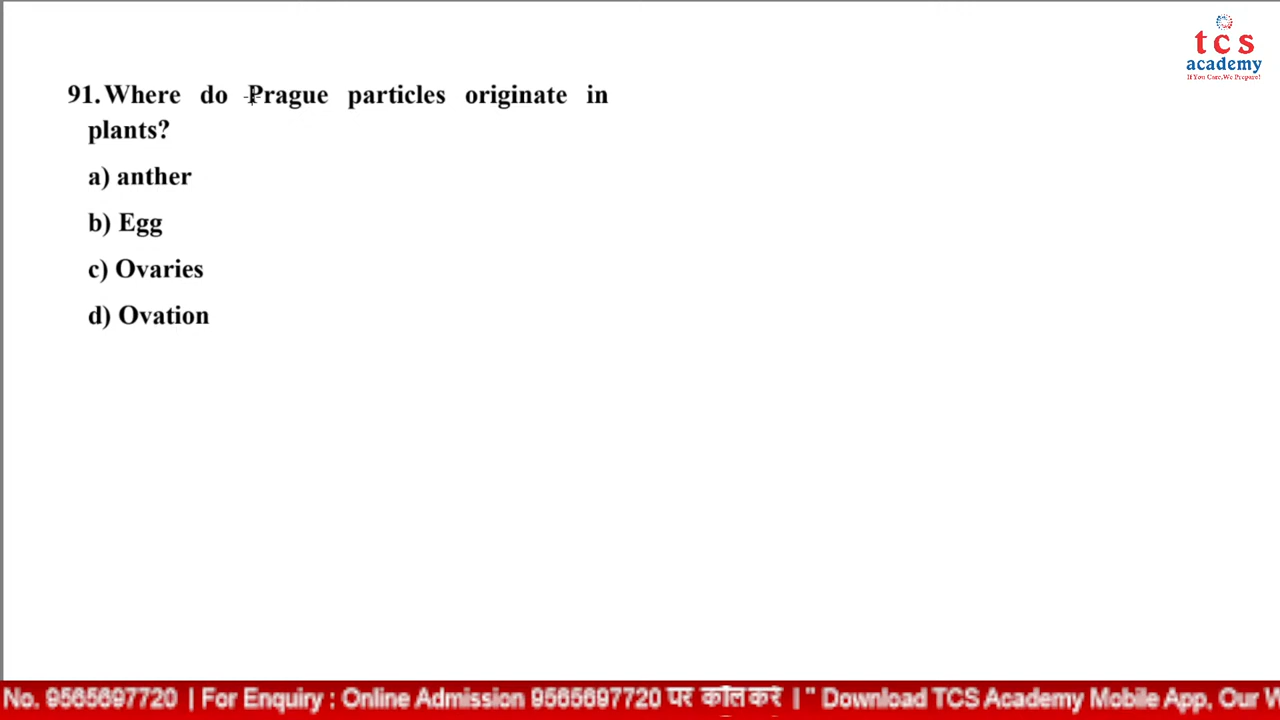 tcs
academy
If You Care,We Prepare!
91. Where do Prague particles originate in
plants?
a) anther
b) Egg
c) Ovaries
d) Ovation
No. 9565697720 | For Enquiry : Online Admission 9565697720 पर कॉल करें | " Download TCS Academy Mobile App, Our W